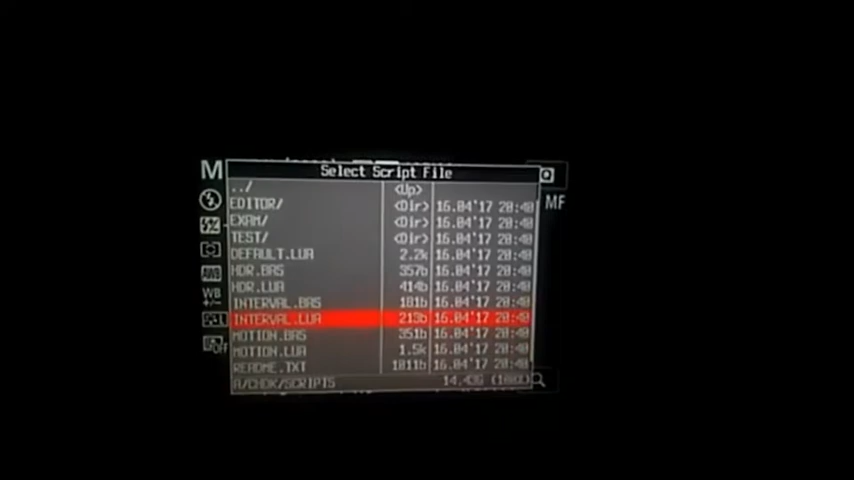 M
Select Script File
../ <Up>
EDITOR/ <Dir> 16.04'17 20:40
EXAM/ <Dir> 16.04'17 20:40
TEST/ <Dir> 16.04'17 20:40
DEFAULT.LUA 2.2k 16.04'17 20:40
HDR.BAS 357b 16.04'17 20:40
HDR.LUA 414b 16.04'17 20:40
INTERVAL.BAS 181b 16.04'17 20:40
INTERVAL.LUA 213b 16.04'17 20:40
MOTION.BAS 351b 16.04'17 20:40
MOTION.LUA 1.5k 16.04'17 20:40
README.TXT 1011b 16.04'17 20:40
A/CHDK/SCRIPTS 14.43G (100%)
MF
AWB
WB
+/-
L
OFF